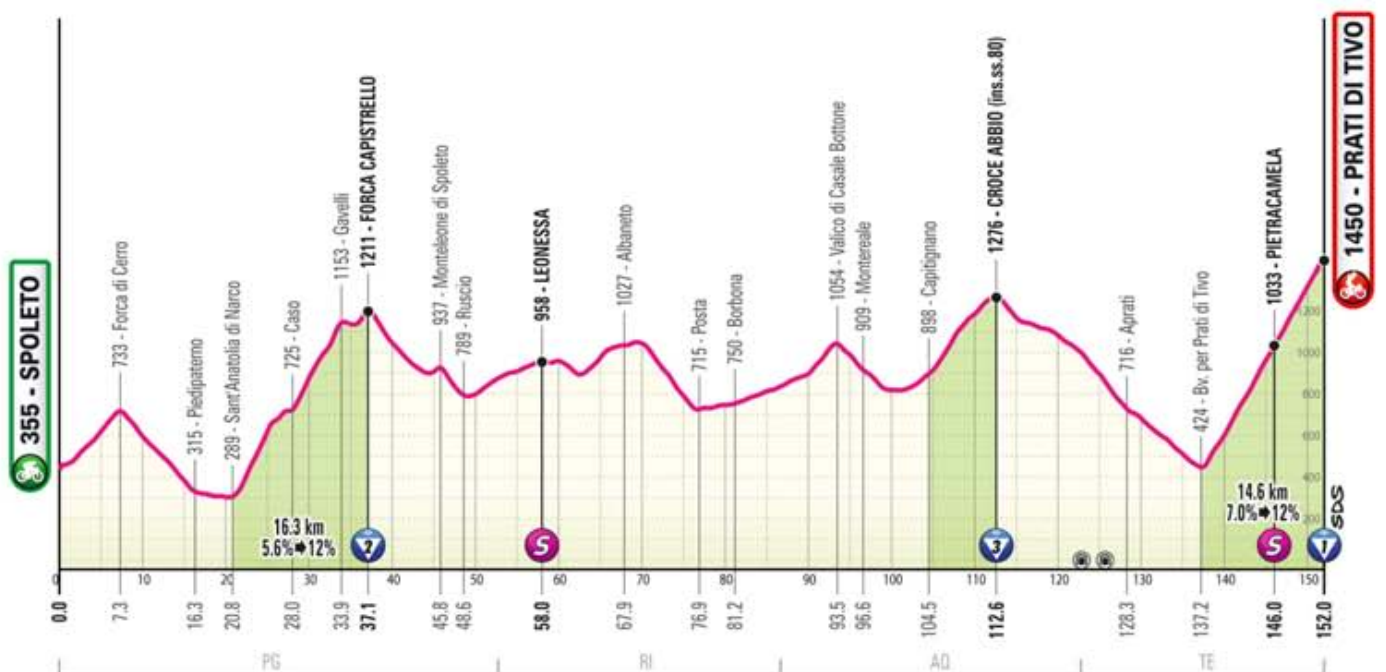 355 - SPOLETO
733 - Forca di Cerro
315 - Piedipaterno
289 - Sant'Anatolia di Narco
725 - Caso
1153 - Gavelli
1211 - FORCA CAPISTRELLO
937 - Monteleone di Spoleto
789 - Ruscio
958 - LEONESSA
1027 - Albaneto
715 - Posta
750 - Borbona
1054 - Valico di Casale Bottone
909 - Montereale
898 - Capitignano
1276 - CROCE ABBIO (ins.ss.80)
716 - Aprati
424 - Bv. per Prati di Tivo
1033 - PIETRACAMELA
1450 - PRATI DI TIVO
1200
1000
800
600
400
200
16.3 km
5.6% 12%
2
S
3
14.6 km
7.0% 12%
S
1
SDS
0 10 20 30 40 50 60 70 80 90 100 110 120 130 140 150
0.0 7.3 16.3 20.8 28.0 33.9 37.1 45.8 48.6 58.0 67.9 76.9 81.2 93.5 96.6 104.5 112.6 128.3 137.2 146.0 152.0
PG RI AQ TE